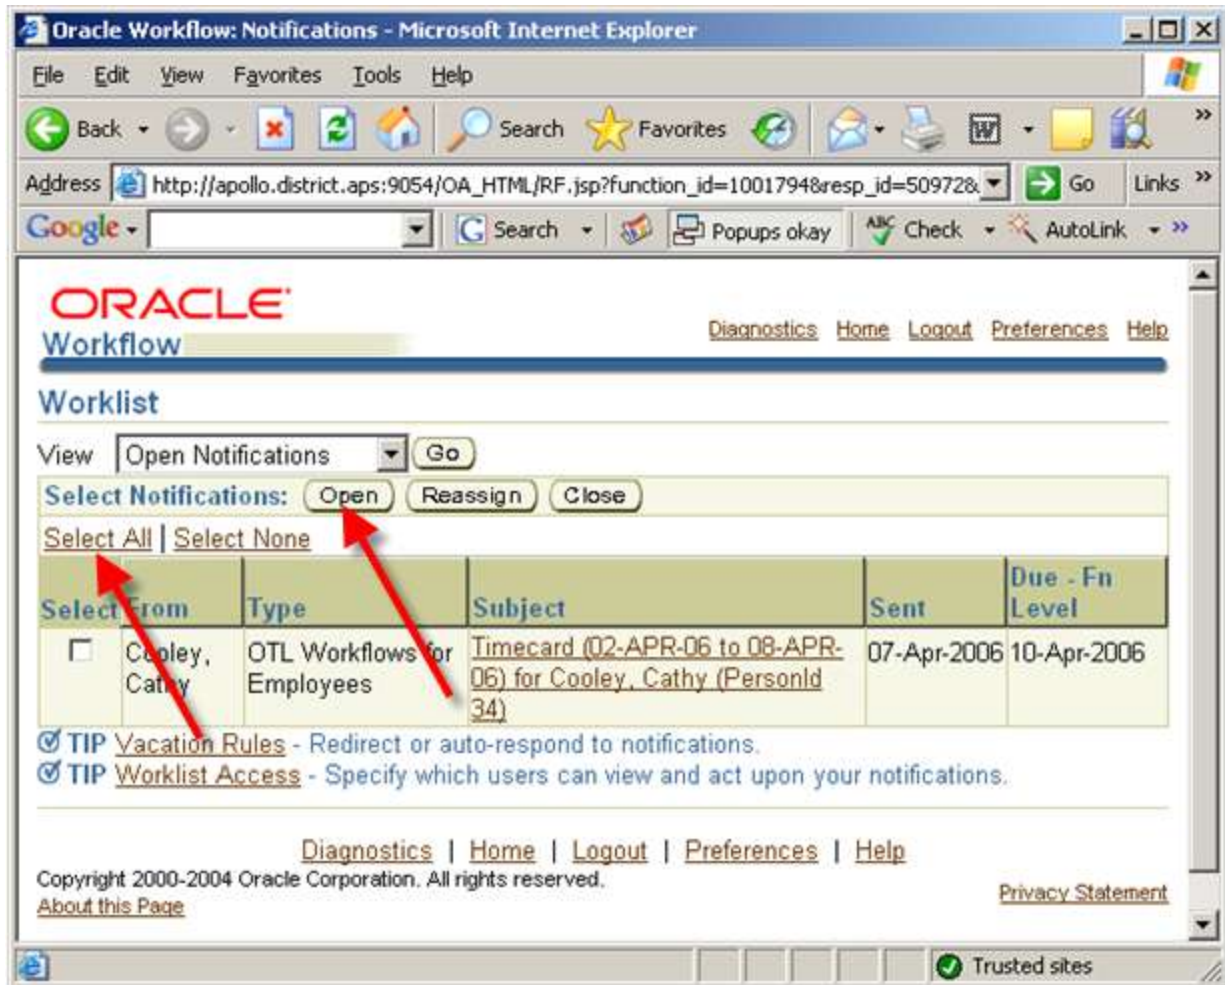 Oracle Workflow: Notifications - Microsoft Internet Explorer
File Edit View Favorites Tools Help
Back Search Favorites
Address http://apollo.district.aps:9054/OA_HTML/RF.jsp?function_id=1001794&resp_id=50972& Go Links
Google Search Popups okay ABC Check AutoLink
ORACLE
Workflow
Diagnostics Home Logout Preferences Help
Worklist
View Open Notifications Go
Select Notifications: Open Reassign Close
Select All | Select None
Select From Type Subject Sent Due - Fn Level
Cooley, OTL Workflows for Timecard (02-APR-06 to 08-APR- 07-Apr-2006 10-Apr-2006
Cathy Employees 06) for Cooley, Cathy (PersonId
34)
TIP Vacation Rules - Redirect or auto-respond to notifications.
TIP Worklist Access - Specify which users can view and act upon your notifications.
Diagnostics | Home | Logout | Preferences | Help
Copyright 2000-2004 Oracle Corporation. All rights reserved.
About this Page
Privacy Statement
Trusted sites